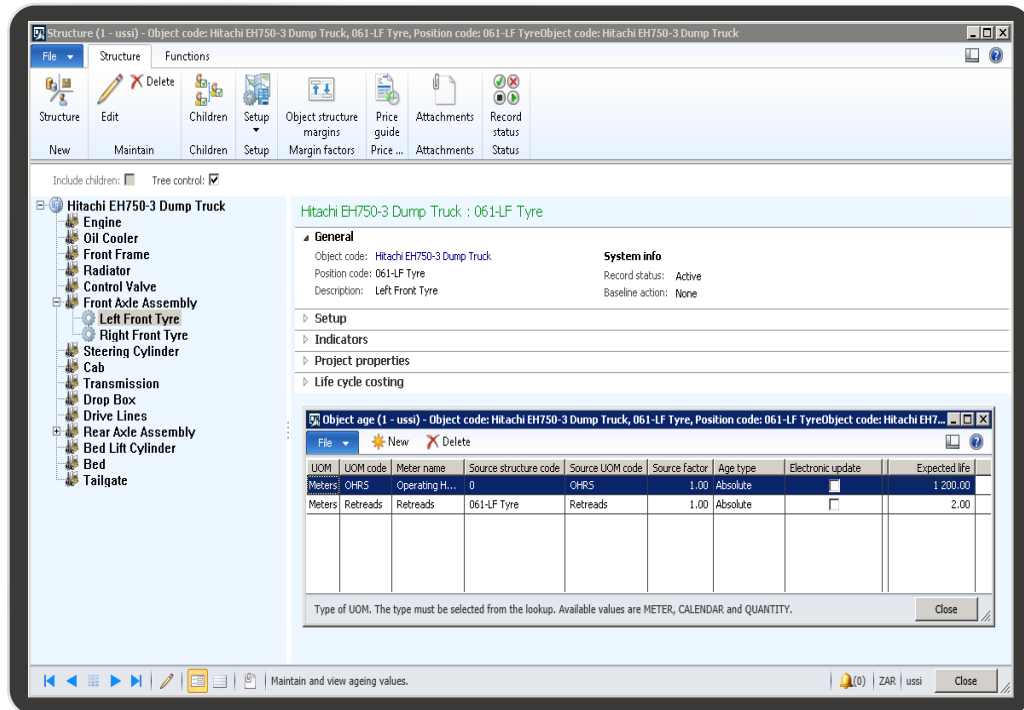 Structure (1 - ussi) - Object code: Hitachi EH750-3 Dump Truck, 061-LF Tyre, Position code: 061-LF TyreObject code: Hitachi EH750-3 Dump Truck
File Structure Functions
Delete
Structure Edit Children Setup Object structure margins Price guide Attachments Record status
New Maintain Children Setup Margin factors Price ... Attachments Status
Include children: Tree control:
Hitachi EH750-3 Dump Truck
Engine
Oil Cooler
Front Frame
Radiator
Control Valve
Front Axle Assembly
Left Front Tyre
Right Front Tyre
Steering Cylinder
Cab
Transmission
Drop Box
Drive Lines
Rear Axle Assembly
Bed Lift Cylinder
Bed
Tailgate
Hitachi EH750-3 Dump Truck : 061-LF Tyre
General
Object code: Hitachi EH750-3 Dump Truck System info
Position code: 061-LF Tyre Record status: Active
Description: Left Front Tyre Baseline action: None
Setup
Indicators
Project properties
Life cycle costing
Object age (1 - ussi) - Object code: Hitachi EH750-3 Dump Truck, 061-LF Tyre, Position code: 061-LF TyreObject code: Hitachi EH7...
File New Delete
UOM UOM code Meter name Source structure code Source UOM code Source factor Age type Electronic update Expected life
Meters OHRS Operating H... 0 OHRS 1.00 Absolute 1 200.00
Meters Retreads Retreads 061-LF Tyre Retreads 1.00 Absolute 2.00
Type of UOM. The type must be selected from the lookup. Available values are METER, CALENDAR and QUANTITY. Close
Maintain and view ageing values. (0) ZAR ussi Close